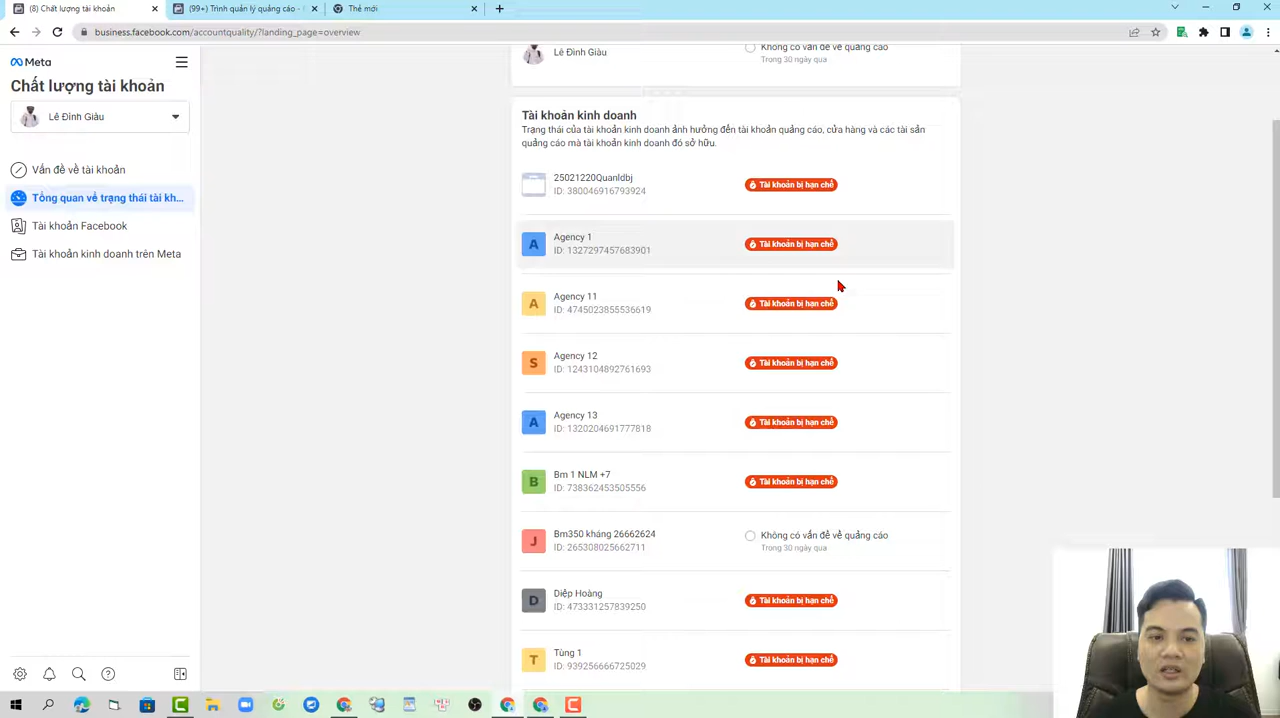 (8) Chất lượng tài khoản
(99+) Trình quản lý quảng cáo -
Thẻ mới
business.facebook.com/accountquality/?landing_page=overview
Meta
Chất lượng tài khoản
Lê Đình Giàu
Vấn đề về tài khoản
Tổng quan về trạng thái tài kh...
Tài khoản Facebook
Tài khoản kinh doanh trên Meta
Lê Đình Giàu
Không có vấn đề về quảng cáo
Trong 30 ngày qua
Tài khoản kinh doanh
Trạng thái của tài khoản kinh doanh ảnh hưởng đến tài khoản quảng cáo, cửa hàng và các tài sản
quảng cáo mà tài khoản kinh doanh đó sở hữu.
25021220Quanldbj
ID: 380046916793924
Tài khoản bị hạn chế
A
Agency 1
ID: 1327297457683901
Tài khoản bị hạn chế
A
Agency 11
ID: 4745023855536619
Tài khoản bị hạn chế
S
Agency 12
ID: 1243104892761693
Tài khoản bị hạn chế
A
Agency 13
ID: 1320204691777818
Tài khoản bị hạn chế
B
Bm 1 NLM +7
ID: 738362453505556
Tài khoản bị hạn chế
J
Bm350 kháng 26662624
ID: 265308025662711
Không có vấn đề về quảng cáo
Trong 30 ngày qua
D
Diệp Hoàng
ID: 473331257839250
Tài khoản bị hạn chế
T
Tùng 1
ID: 939256666725029
Tài khoản bị hạn chế